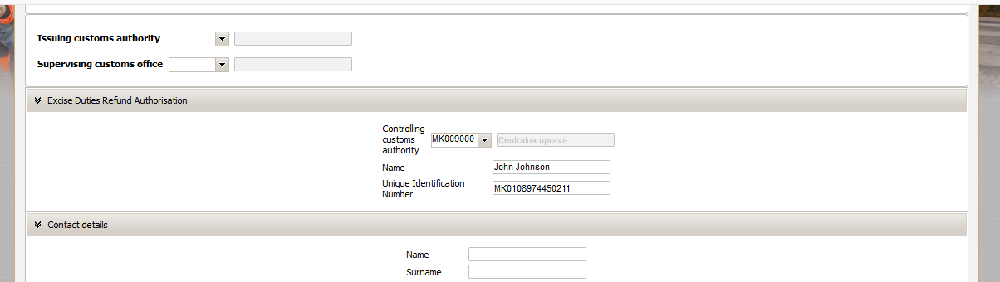 Issuing customs authority
Supervising customs office
Excise Duties Refund Authorisation
Controlling
customs
authority
MK009000
Centralna uprava
Name
John Johnson
Unique Identification
Number
MK0108974450211
Contact details
Name
Surname